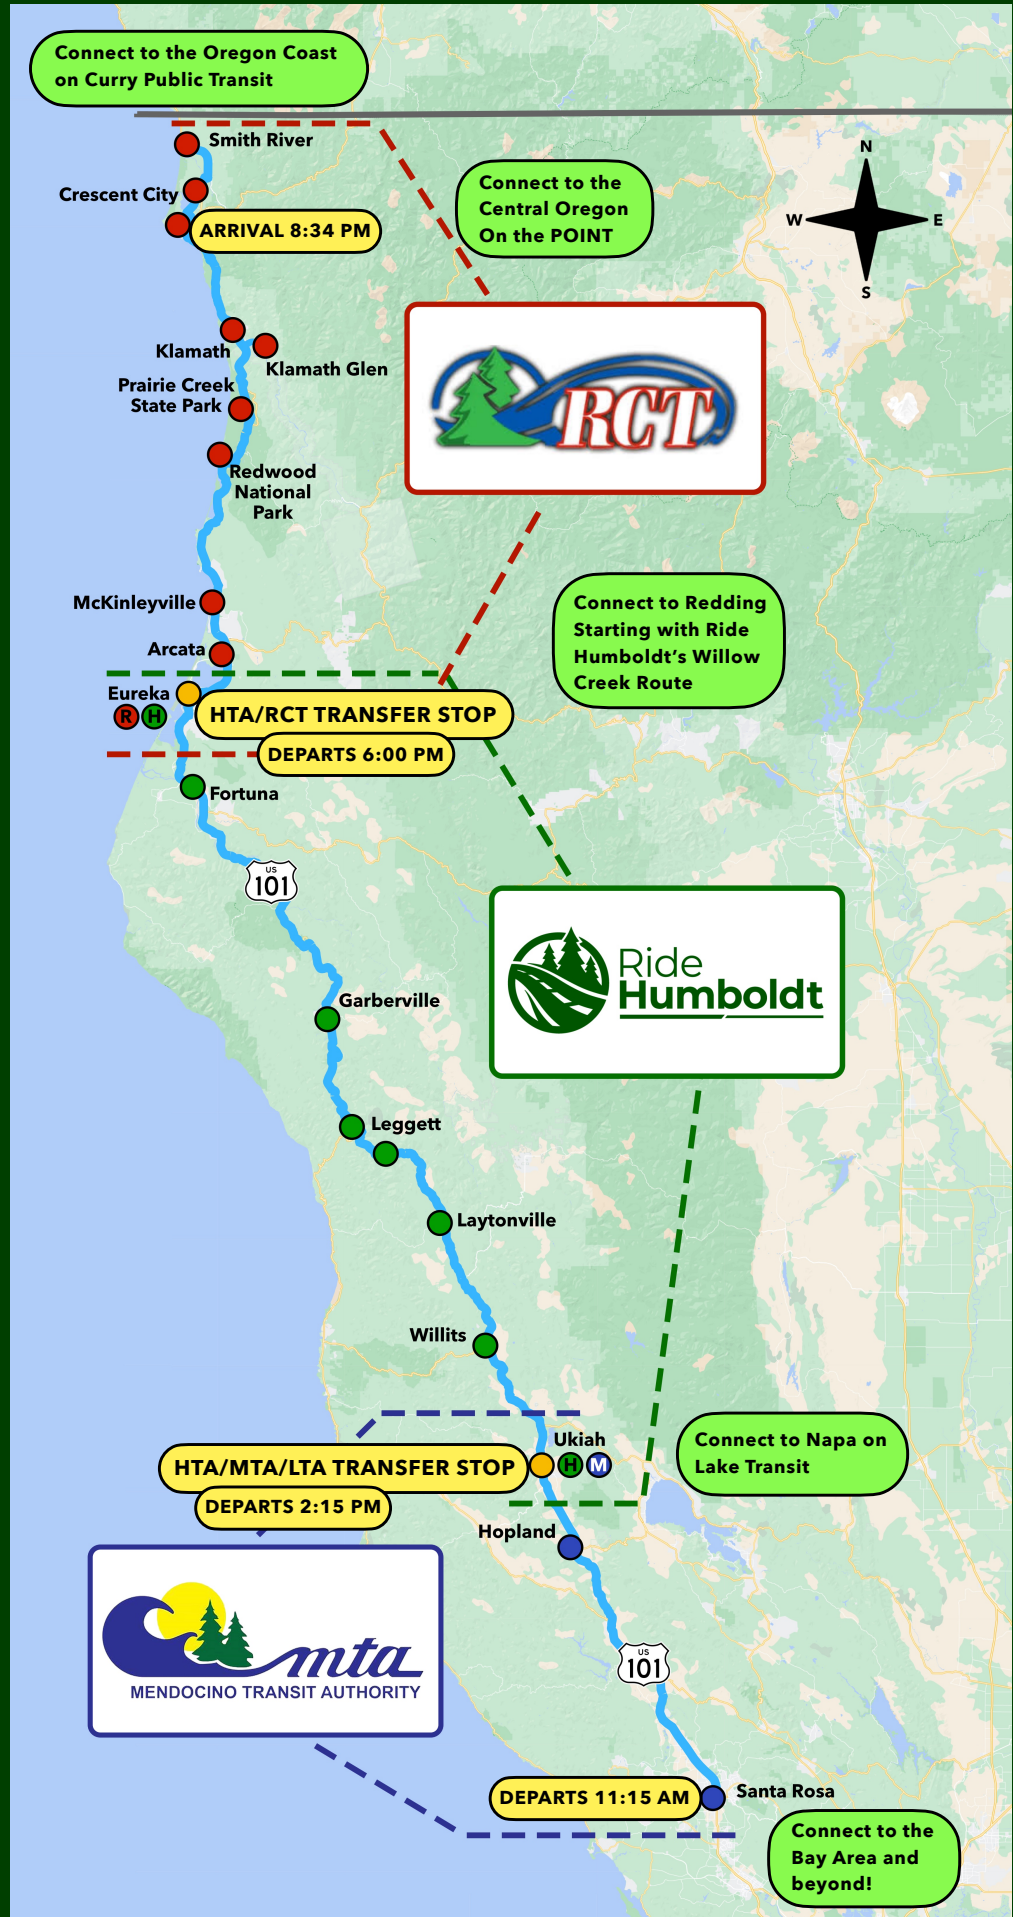 Connect to the Oregon Coast
on Curry Public Transit
Smith River
N
W
E
S
Connect to the
Central Oregon
On the POINT
Crescent City
ARRIVAL 8:34 PM
Klamath
Klamath Glen
RCT
Prairie Creek
State Park
Redwood
National
Park
McKinleyville
Connect to Redding
Starting with Ride
Humboldt's Willow
Creek Route
Arcata
Eureka
R H
HTA/RCT TRANSFER STOP
DEPARTS 6:00 PM
Fortuna
US
101
Ride
Humboldt
Garberville
Leggett
Laytonville
Willits
Ukiah
H M
HTA/MTA/LTA TRANSFER STOP
DEPARTS 2:15 PM
Connect to Napa on
Lake Transit
Hopland
mta
MENDOCINO TRANSIT AUTHORITY
US
101
DEPARTS 11:15 AM
Santa Rosa
Connect to the
Bay Area and
beyond!